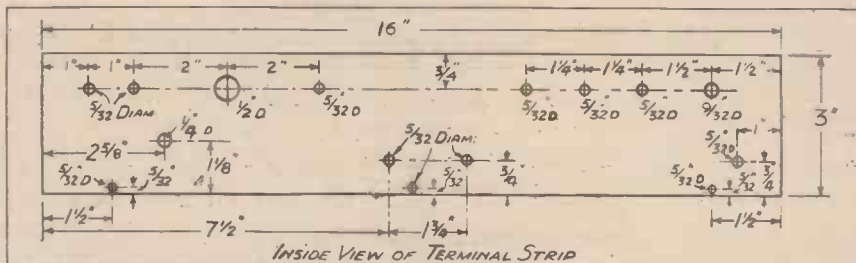 16"
1" 1" 2" 2" 3/4" 1 1/4" 1 1/4" 1 1/2" 1 1/2"
5/32 DIAM. 1/2"D 5/32"D 5/32"D 5/32"D 5/32"D 9/32"D
3"
1/4"D 5/32 DIAM. 5/32"D 1"
2 5/8" 1 1/8"
5/32"D 5/32" 5/32" 3/4" 5/32"D 5/32" 3/4"
1 1/2" 7 1/2" 1 3/4" 1 1/2"
INSIDE VIEW OF TERMINAL STRIP